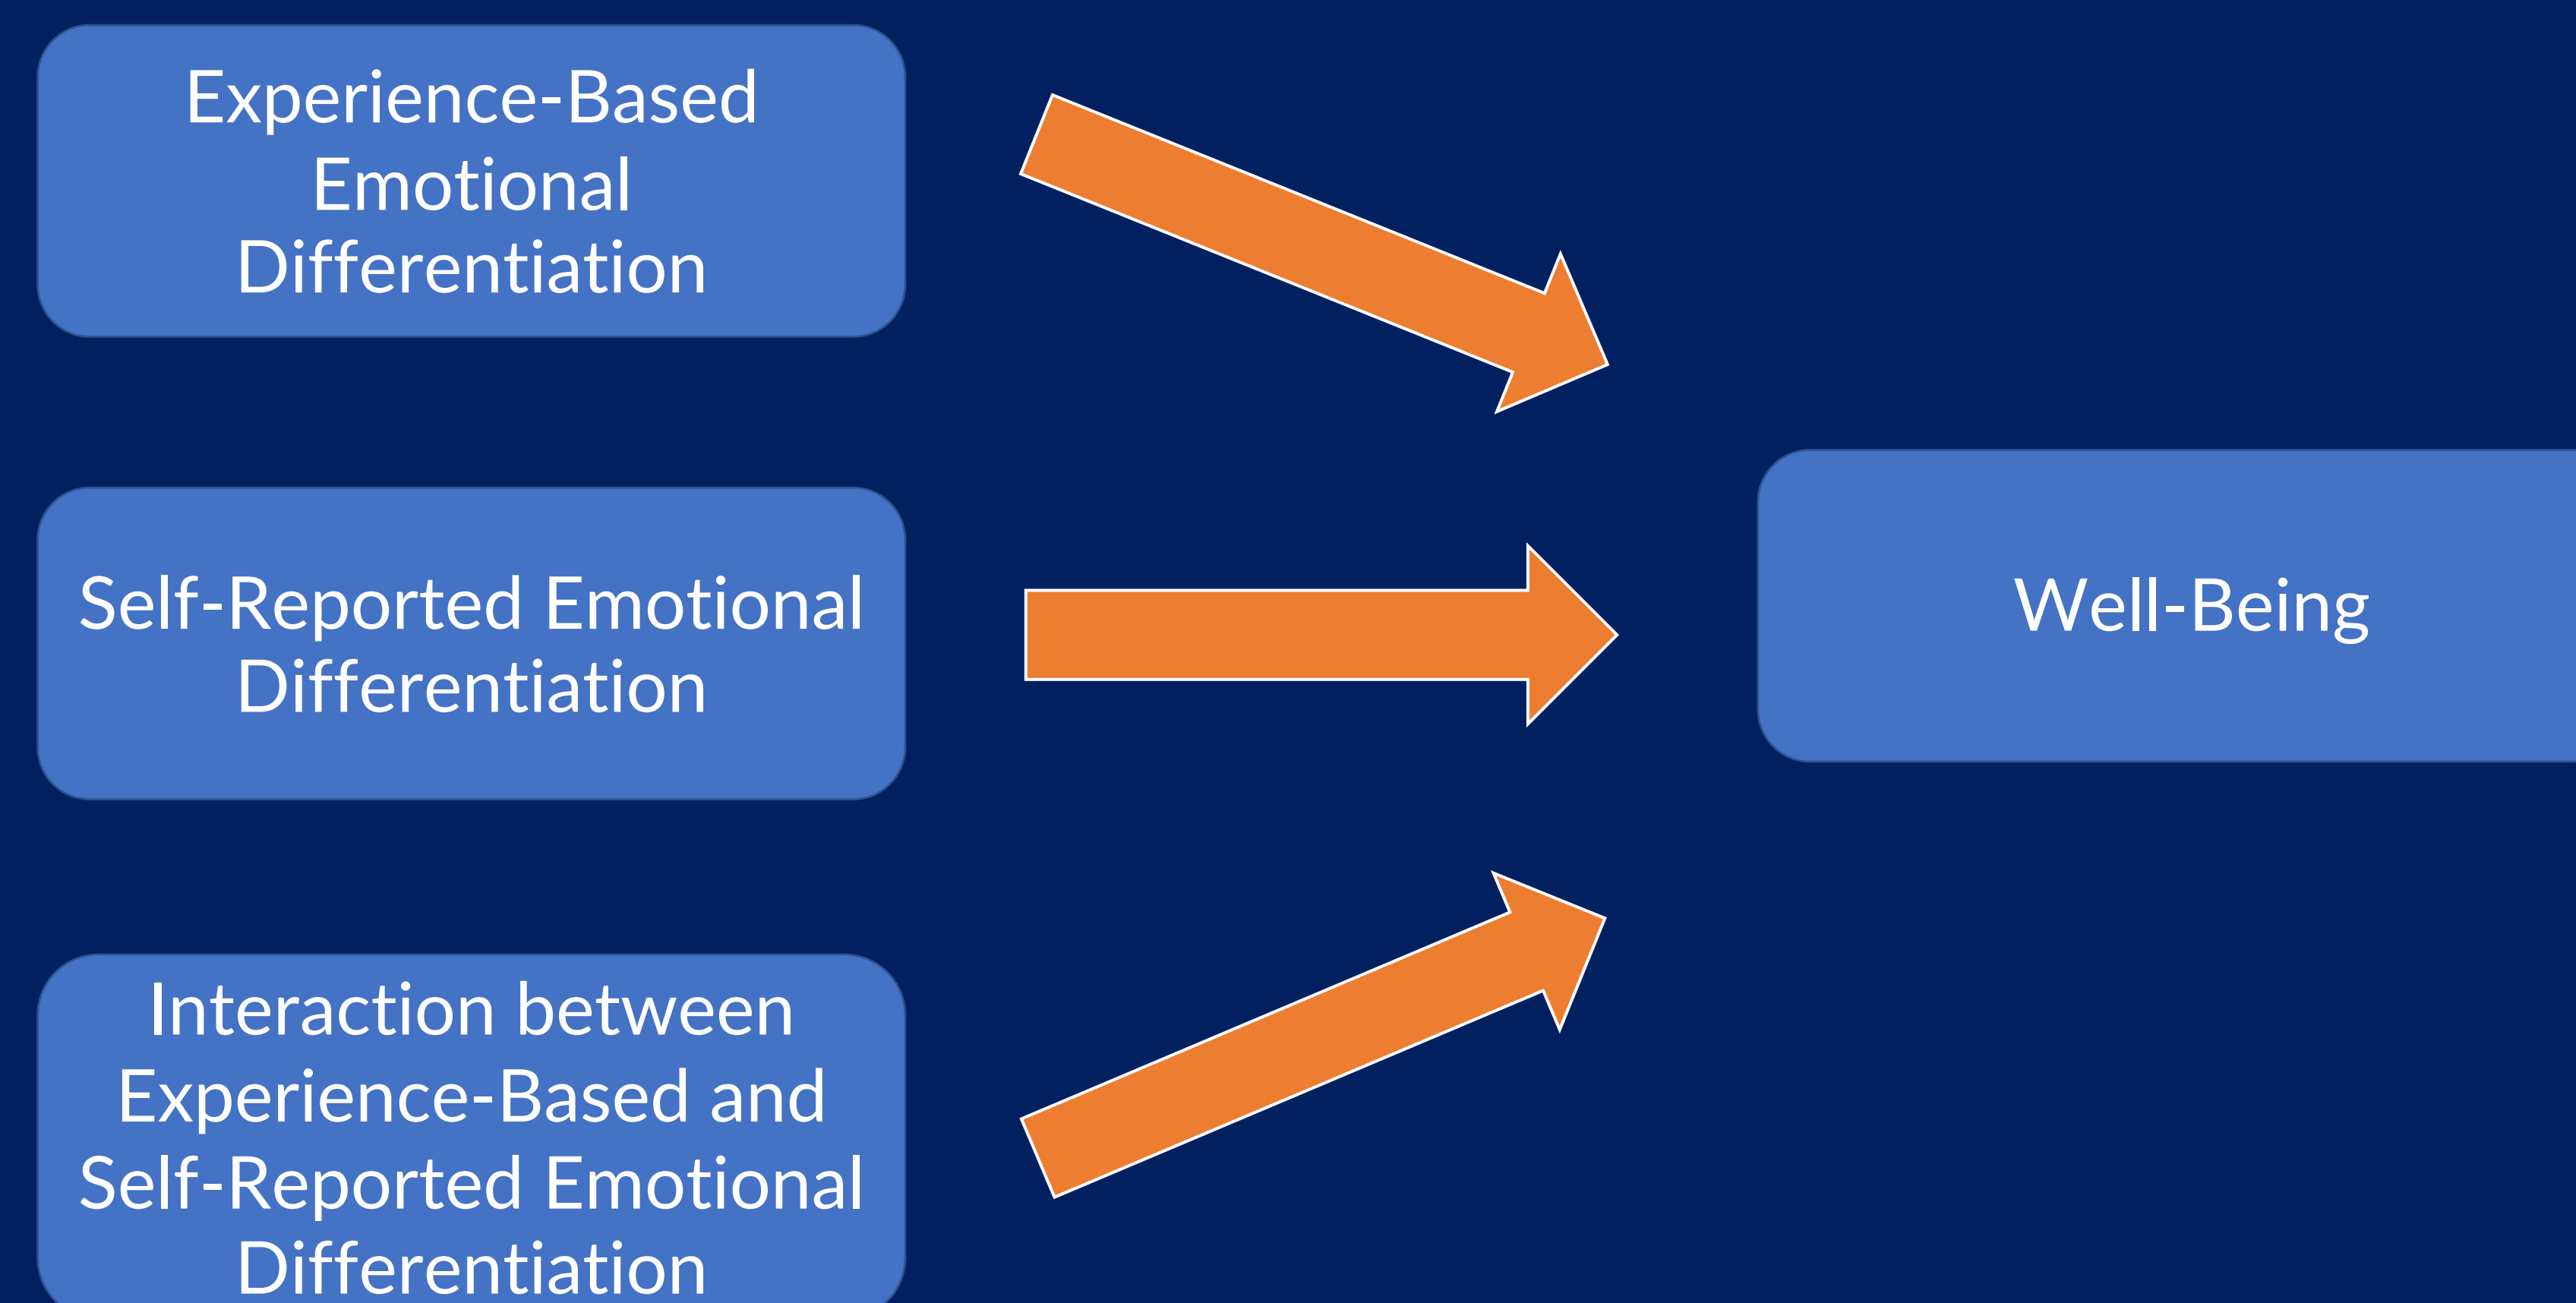 Experience-Based
Emotional
Differentiation
Self-Reported Emotional
Differentiation
Well-Being
Interaction between
Experience-Based and
Self-Reported Emotional
Differentiation